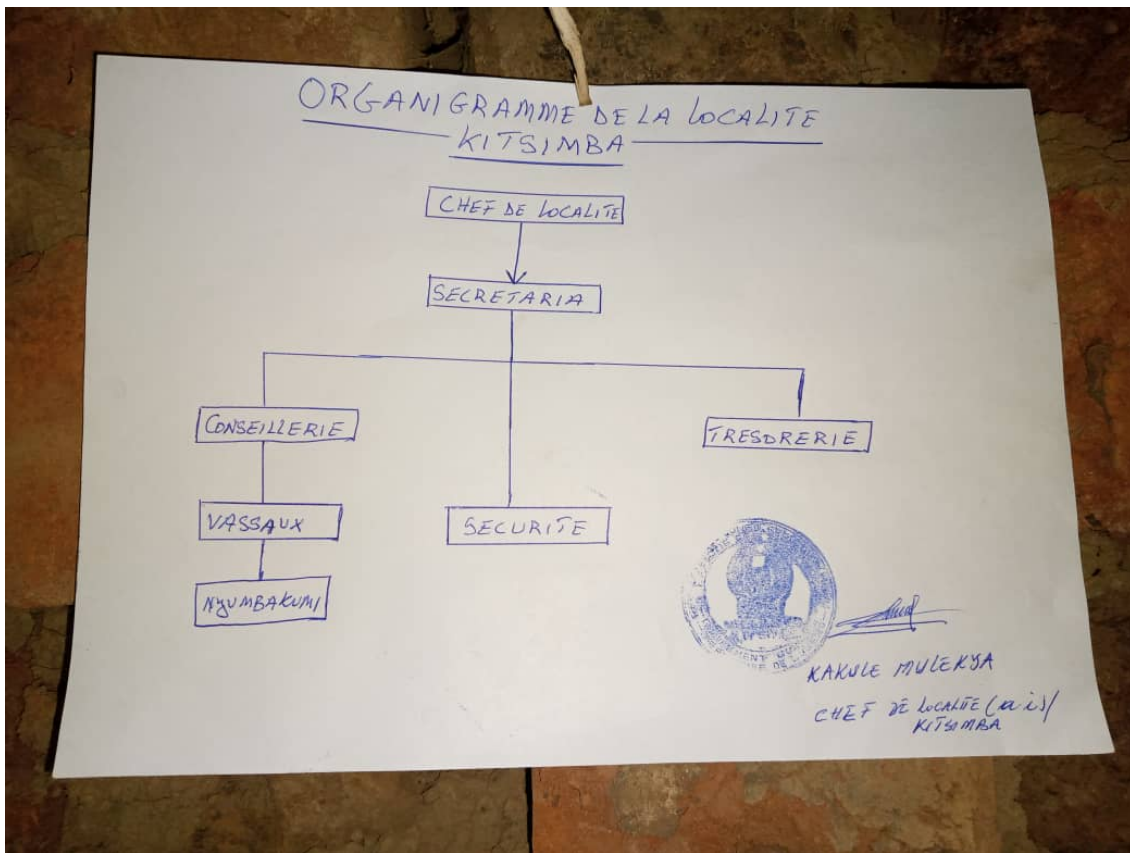 ORGANIGRAMME DE LA LOCALITE
KITSIMBA
CHEF DE LOCALITE
SECRETARIA
CONSEILLERIE
TRESORERIE
VASSAUX
SECURITE
NYUMBAKUMI
KAKULE MULEKYA
CHEF DE LOCALITE (a i)/
KITSIMBA